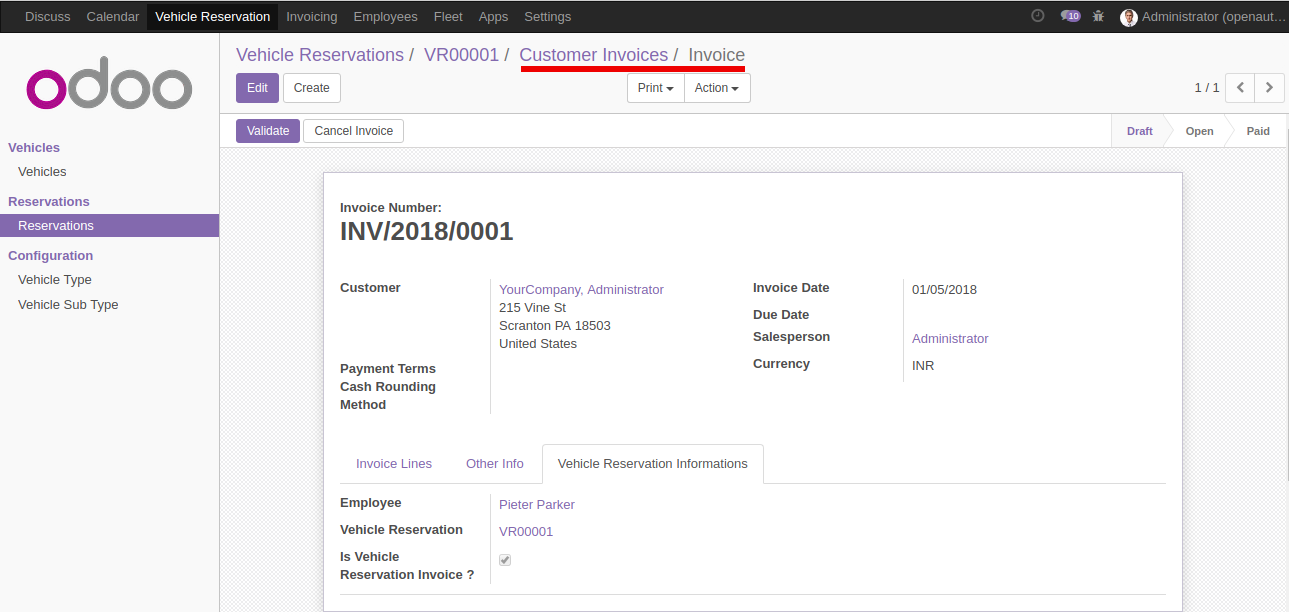 Discuss Calendar Vehicle Reservation Invoicing Employees Fleet Apps Settings 10 Administrator (openaut...
odoo
Vehicle Reservations / VR00001 / Customer Invoices / Invoice
Edit Create Print Action 1 / 1
Validate Cancel Invoice Draft Open Paid
Vehicles
Vehicles
Reservations
Reservations
Configuration
Vehicle Type
Vehicle Sub Type
Invoice Number:
INV/2018/0001
Customer YourCompany, Administrator
215 Vine St
Scranton PA 18503
United States
Payment Terms
Cash Rounding
Method
Invoice Date 01/05/2018
Due Date
Salesperson Administrator
Currency INR
Invoice Lines Other Info Vehicle Reservation Informations
Employee Pieter Parker
Vehicle Reservation VR00001
Is Vehicle
Reservation Invoice ?